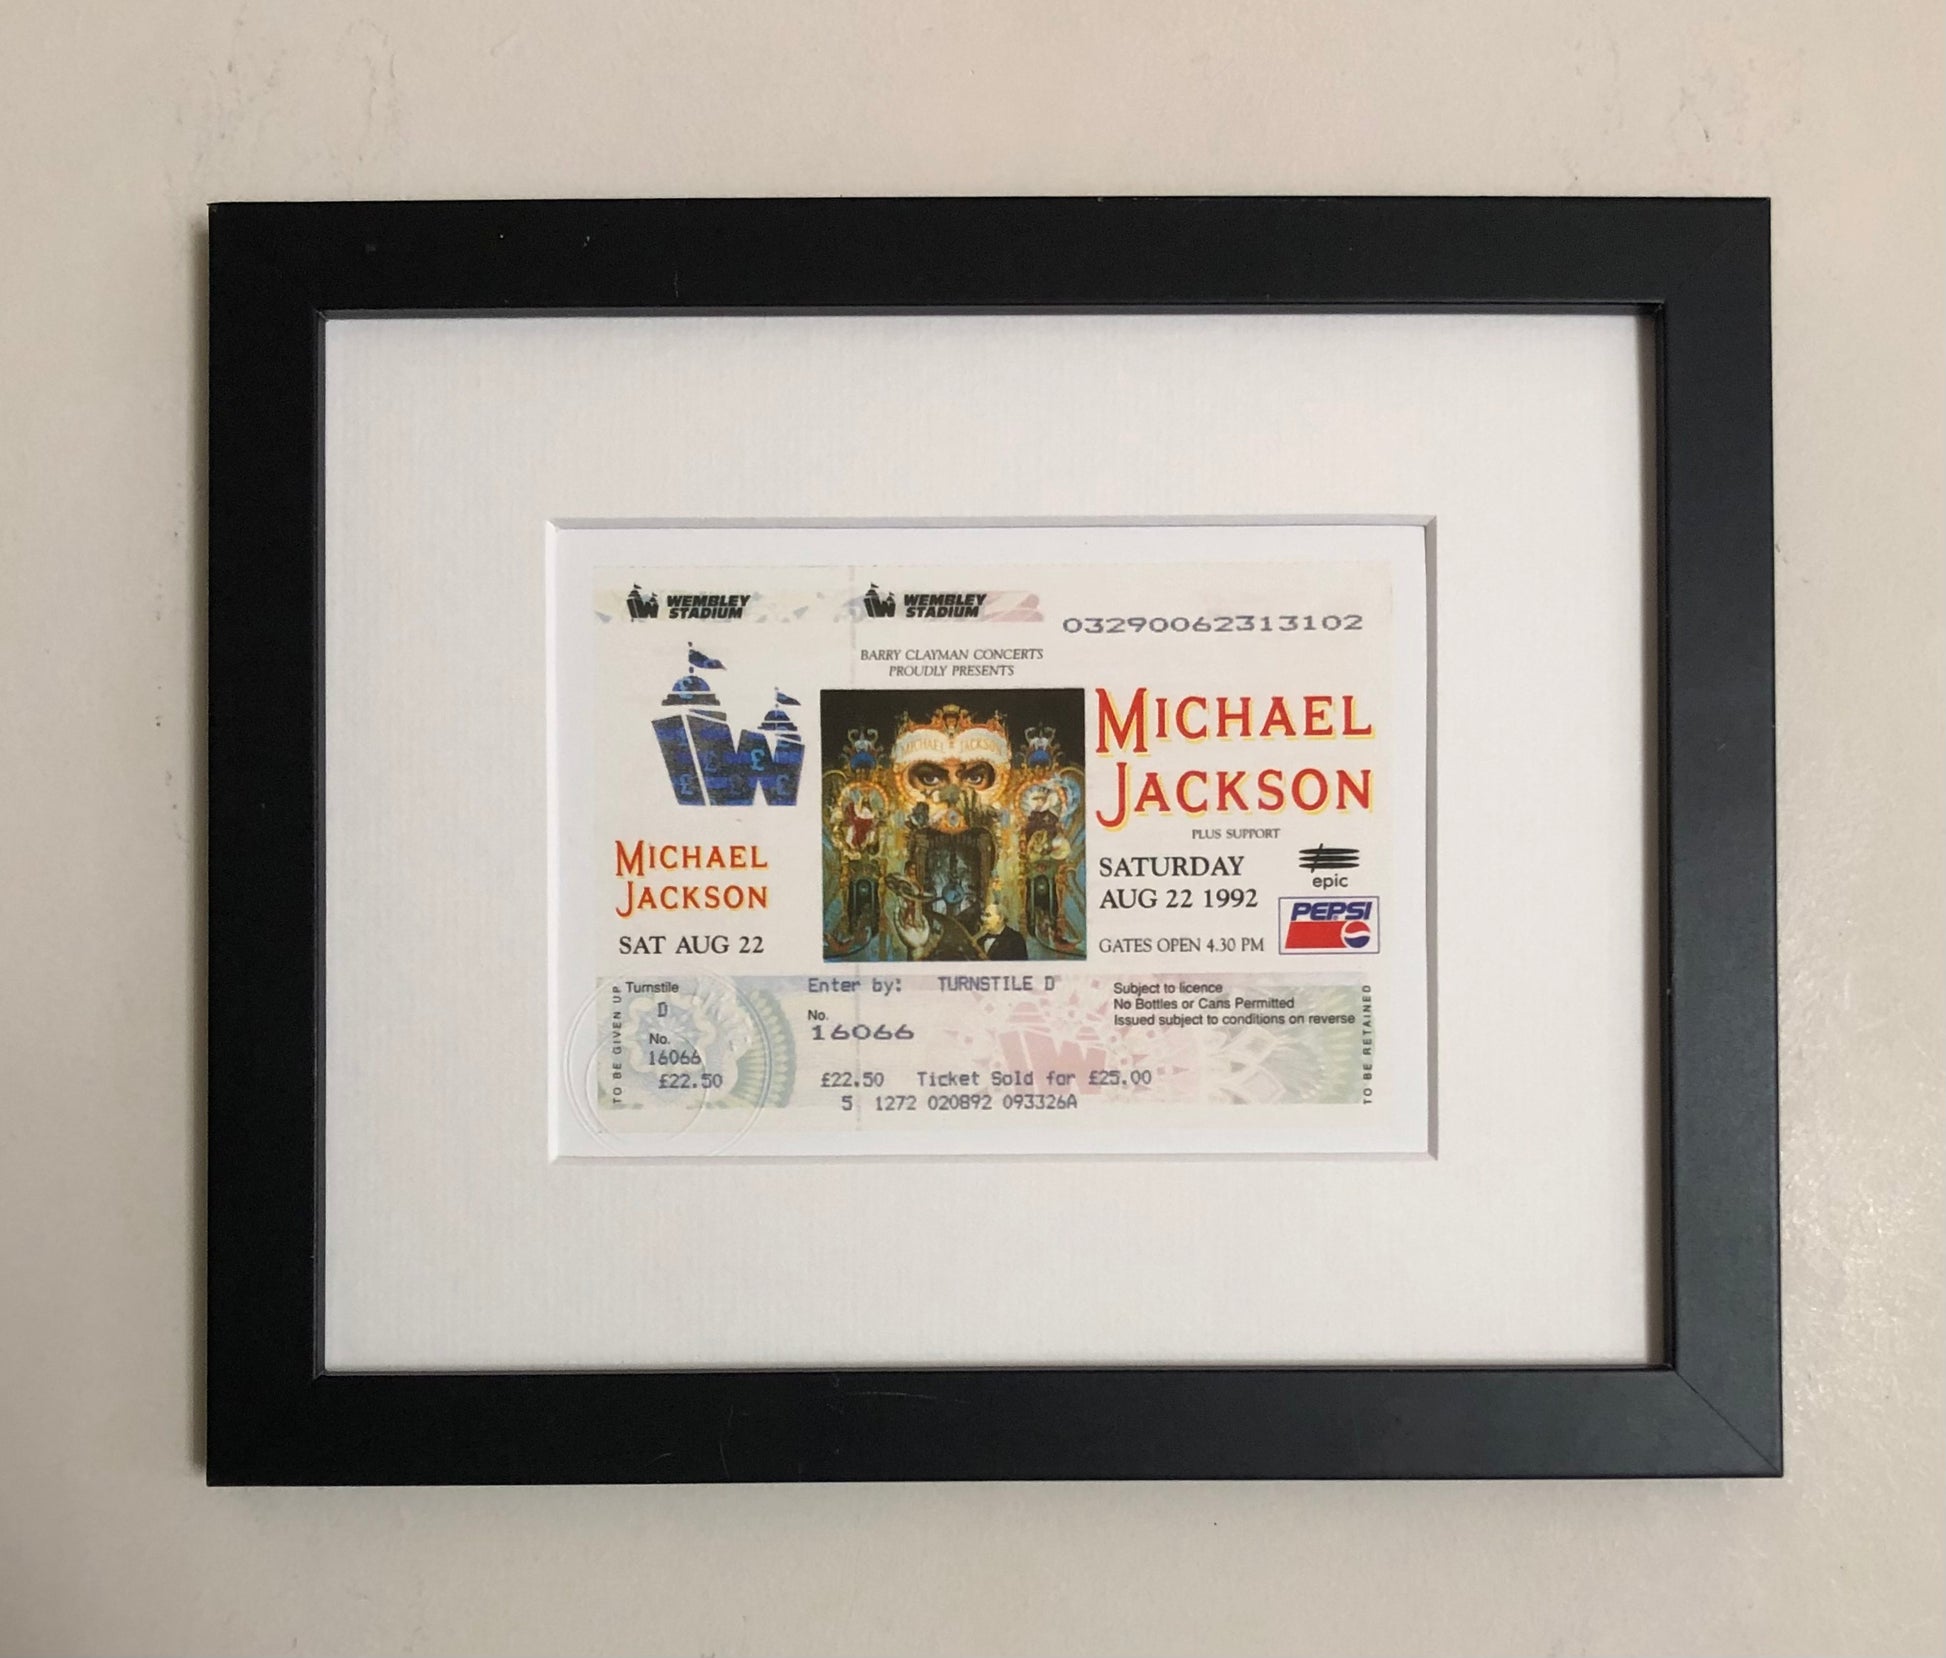 WEMBLEY
STADIUM
MICHAEL
JACKSON
SAT AUG 22
TO BE GIVEN UP
Turnstile
D
No.
16066
£22.50
WEMBLEY
STADIUM
03290062313102
BARRY CLAYMAN CONCERTS
PROUDLY PRESENTS
MICHAEL JACKSON
MICHAEL
JACKSON
PLUS SUPPORT
SATURDAY
AUG 22 1992
GATES OPEN 4.30 PM
epic
PEPSI
Enter by: TURNSTILE D
No.
16066
£22.50 Ticket Sold for £25.00
5 1272 020892 093326A
Subject to licence
No Bottles or Cans Permitted
Issued subject to conditions on reverse
TO BE RETAINED